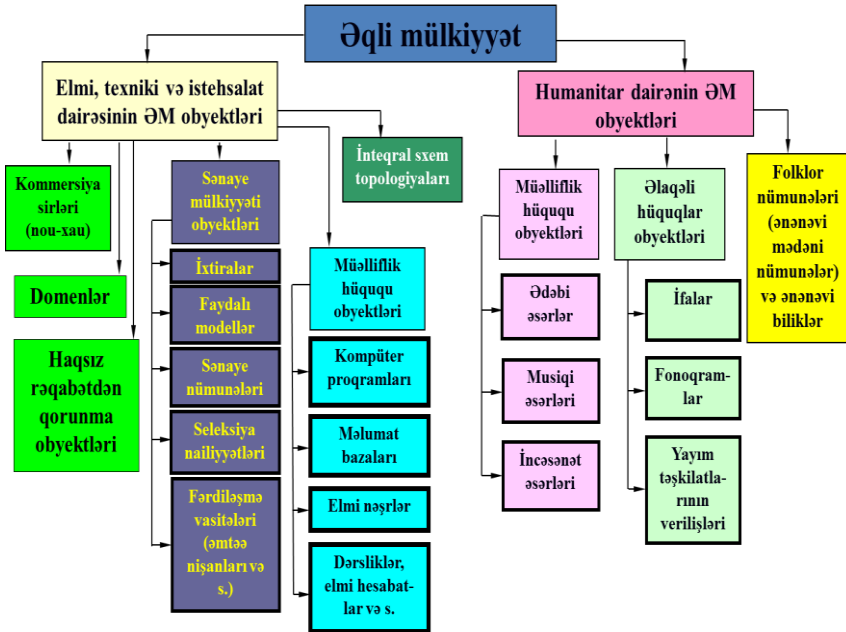 Əqli mülkiyyət
Elmi, texniki və istehsalat
dairəsinin ƏM obyektləri
Kommersiya
sirləri
(nou-xau)
Domenlər
Haqsız
rəqabətdən
qorunma
obyektləri
Sənaye
mülkiyyəti
obyektləri
İxtiralar
Faydalı
modellər
Sənaye
nümunələri
Seleksiya
nailiyyətləri
Fərdiləşmə
vasitələri
(əmtəə
nişanları və
s.)
İnteqral sxem
topologiyaları
Müəlliflik
hüququ
obyektləri
Kompüter
proqramları
Məlumat
bazaları
Elmi nəşrlər
Dərsliklər,
elmi hesabat-
lar və s.
Humanitar dairənin ƏM
obyektləri
Müəlliflik
hüququ
obyektləri
Ədəbi
əsərlər
Musiqi
əsərləri
İncəsənət
əsərləri
Əlaqəli
hüquqlar
obyektləri
İfalar
Fonoqram-
lar
Yayım
təşkilatla-
rının
verilişləri
Folklor
nümunələri
(ənənəvi
mədəni
nümunələr)
və ənənəvi
biliklər